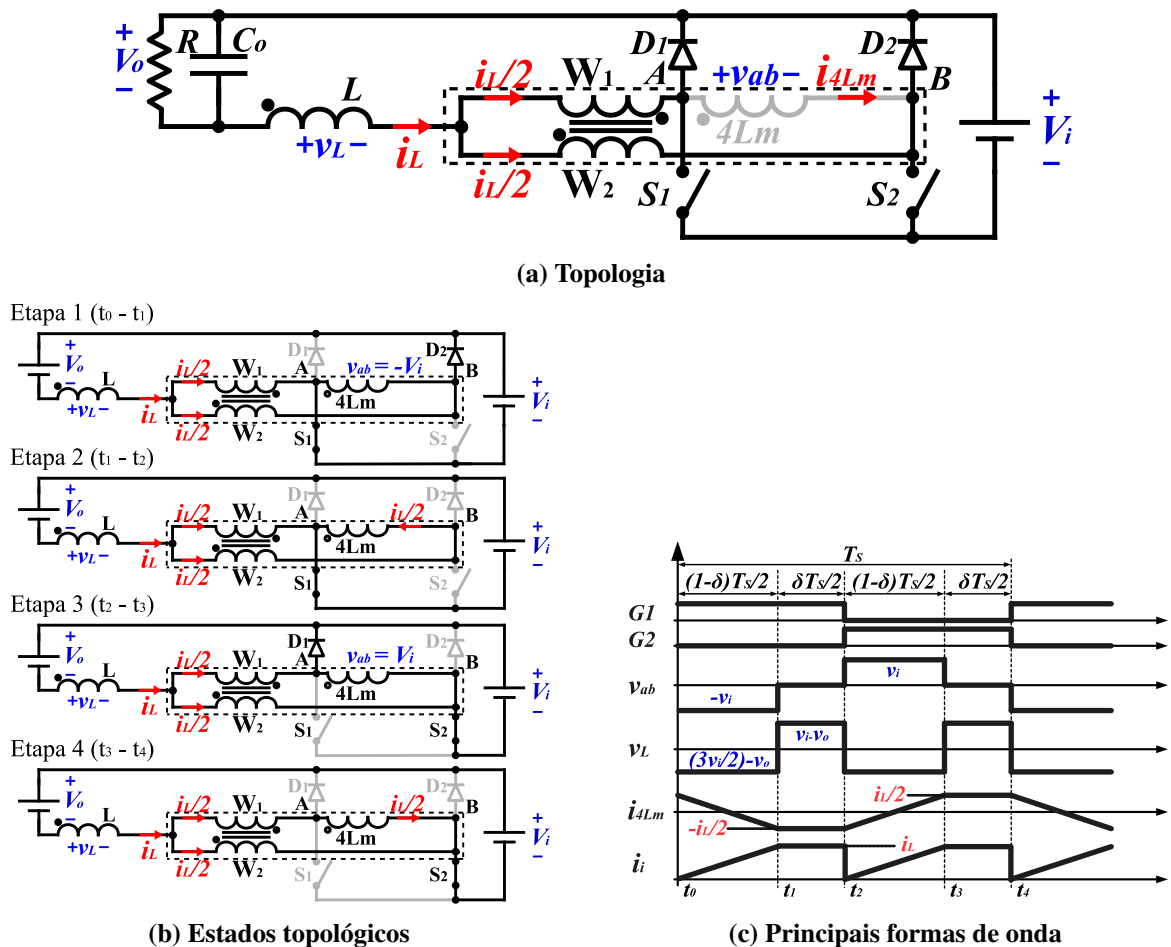 + Vo −
R
Co
L
+vL−
iL
iL/2
W1
iL/2
W2
D1
A
+vab−
i4Lm
4Lm
D2
B
S1
S2
+ Vi −
(a) Topologia
Etapa 1 (t0 - t1)
+ Vo −
L
+vL−
iL
iL/2
W1
iL/2
W2
D1
A
vab = -Vi
4Lm
D2
B
S1
S2
+ Vi −
Etapa 2 (t1 - t2)
+ Vo −
L
+vL−
iL
iL/2
W1
iL/2
W2
D1
A
iL/2
4Lm
D2
B
S1
S2
+ Vi −
Etapa 3 (t2 - t3)
+ Vo −
L
+vL−
iL
iL/2
W1
iL/2
W2
D1
A
vab = Vi
4Lm
D2
B
S1
S2
+ Vi −
Etapa 4 (t3 - t4)
+ Vo −
L
+vL−
iL
iL/2
W1
iL/2
W2
D1
A
iL/2
4Lm
D2
B
S1
S2
+ Vi −
(b) Estados topológicos
TS
(1-δ)TS/2 δTS/2 (1-δ)TS/2 δTS/2
G1
G2
vab
-vi
vi
vL
vi-vo
(3vi/2)-vo
i4Lm
-iL/2
iL/2
ii
iL
t0 t1 t2 t3 t4
(c) Principais formas de onda